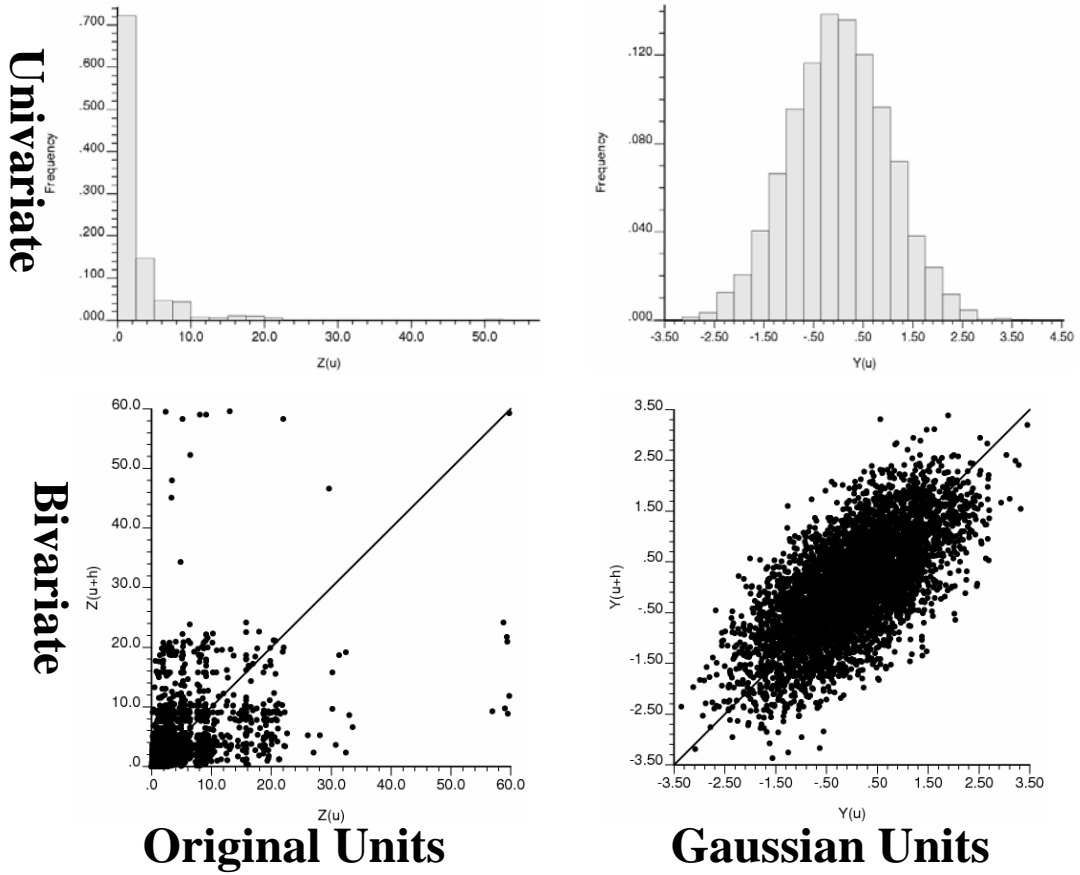 Univariate
Frequency
.700
.600
.500
.400
.300
.200
.100
.000
.0 10.0 20.0 30.0 40.0 50.0
Z(u)
Frequency
.120
.080
.040
.000
-3.50 -2.50 -1.50 -.50 .50 1.50 2.50 3.50 4.50
Y(u)
Bivariate
Z(u+h)
60.0
50.0
40.0
30.0
20.0
10.0
.0
.0 10.0 20.0 30.0 40.0 50.0 60.0
Z(u)
Y(u+h)
3.50
2.50
1.50
.50
-.50
-1.50
-2.50
-3.50
-3.50 -2.50 -1.50 -.50 .50 1.50 2.50 3.50
Y(u)
Original Units
Gaussian Units